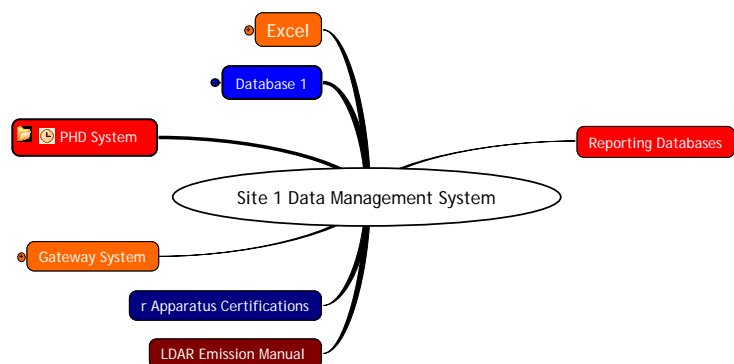 Excel
Database 1
PHD System
Reporting Databases
Site 1 Data Management System
Gateway System
r Apparatus Certifications
LDAR Emission Manual